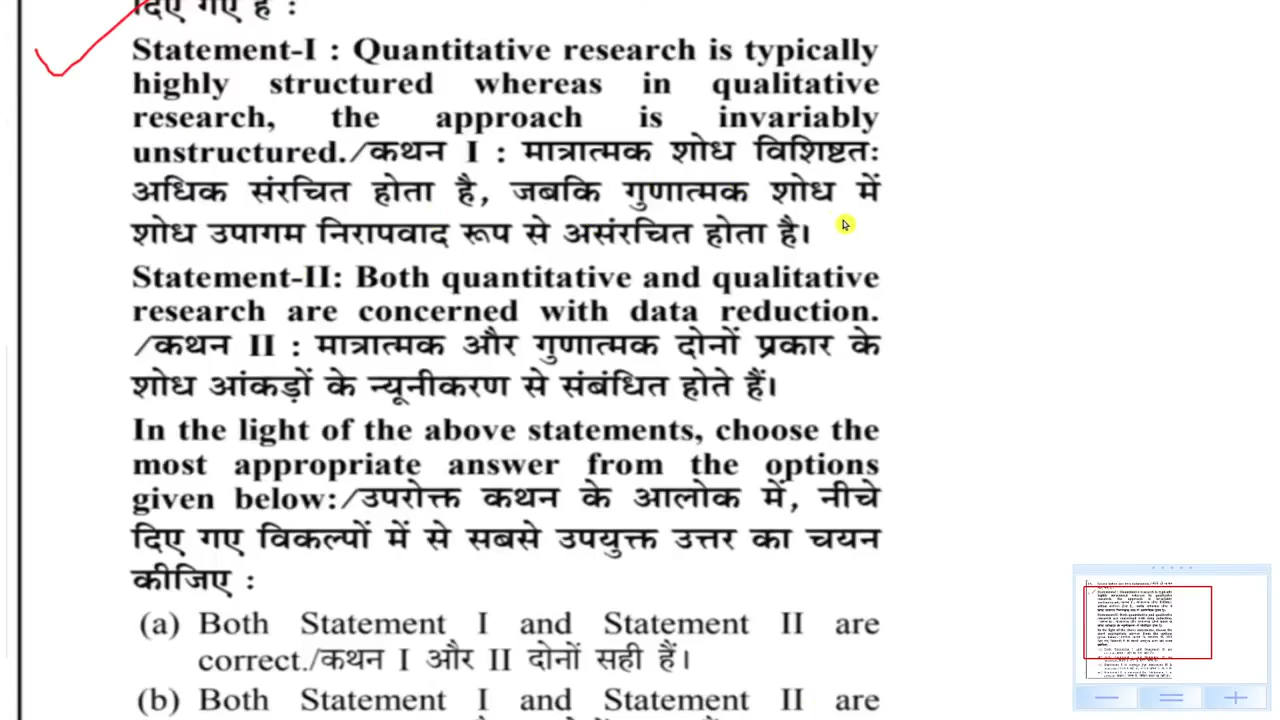 दिए गए हैं :
Statement-I : Quantitative research is typically
highly structured whereas in qualitative
research, the approach is invariably
unstructured./कथन I : मात्रात्मक शोध विशिष्टतः
अधिक संरचित होता है, जबकि गुणात्मक शोध में
शोध उपागम निरापवाद रूप से असंरचित होता है।
Statement-II: Both quantitative and qualitative
research are concerned with data reduction.
/कथन II : मात्रात्मक और गुणात्मक दोनों प्रकार के
शोध आंकड़ों के न्यूनीकरण से संबंधित होते हैं।
In the light of the above statements, choose the
most appropriate answer from the options
given below:/उपरोक्त कथन के आलोक में, नीचे
दिए गए विकल्पों में से सबसे उपयुक्त उत्तर का चयन
कीजिए :
(a) Both Statement I and Statement II are
correct./कथन I और II दोनों सही हैं।
(b) Both Statement I and Statement II are